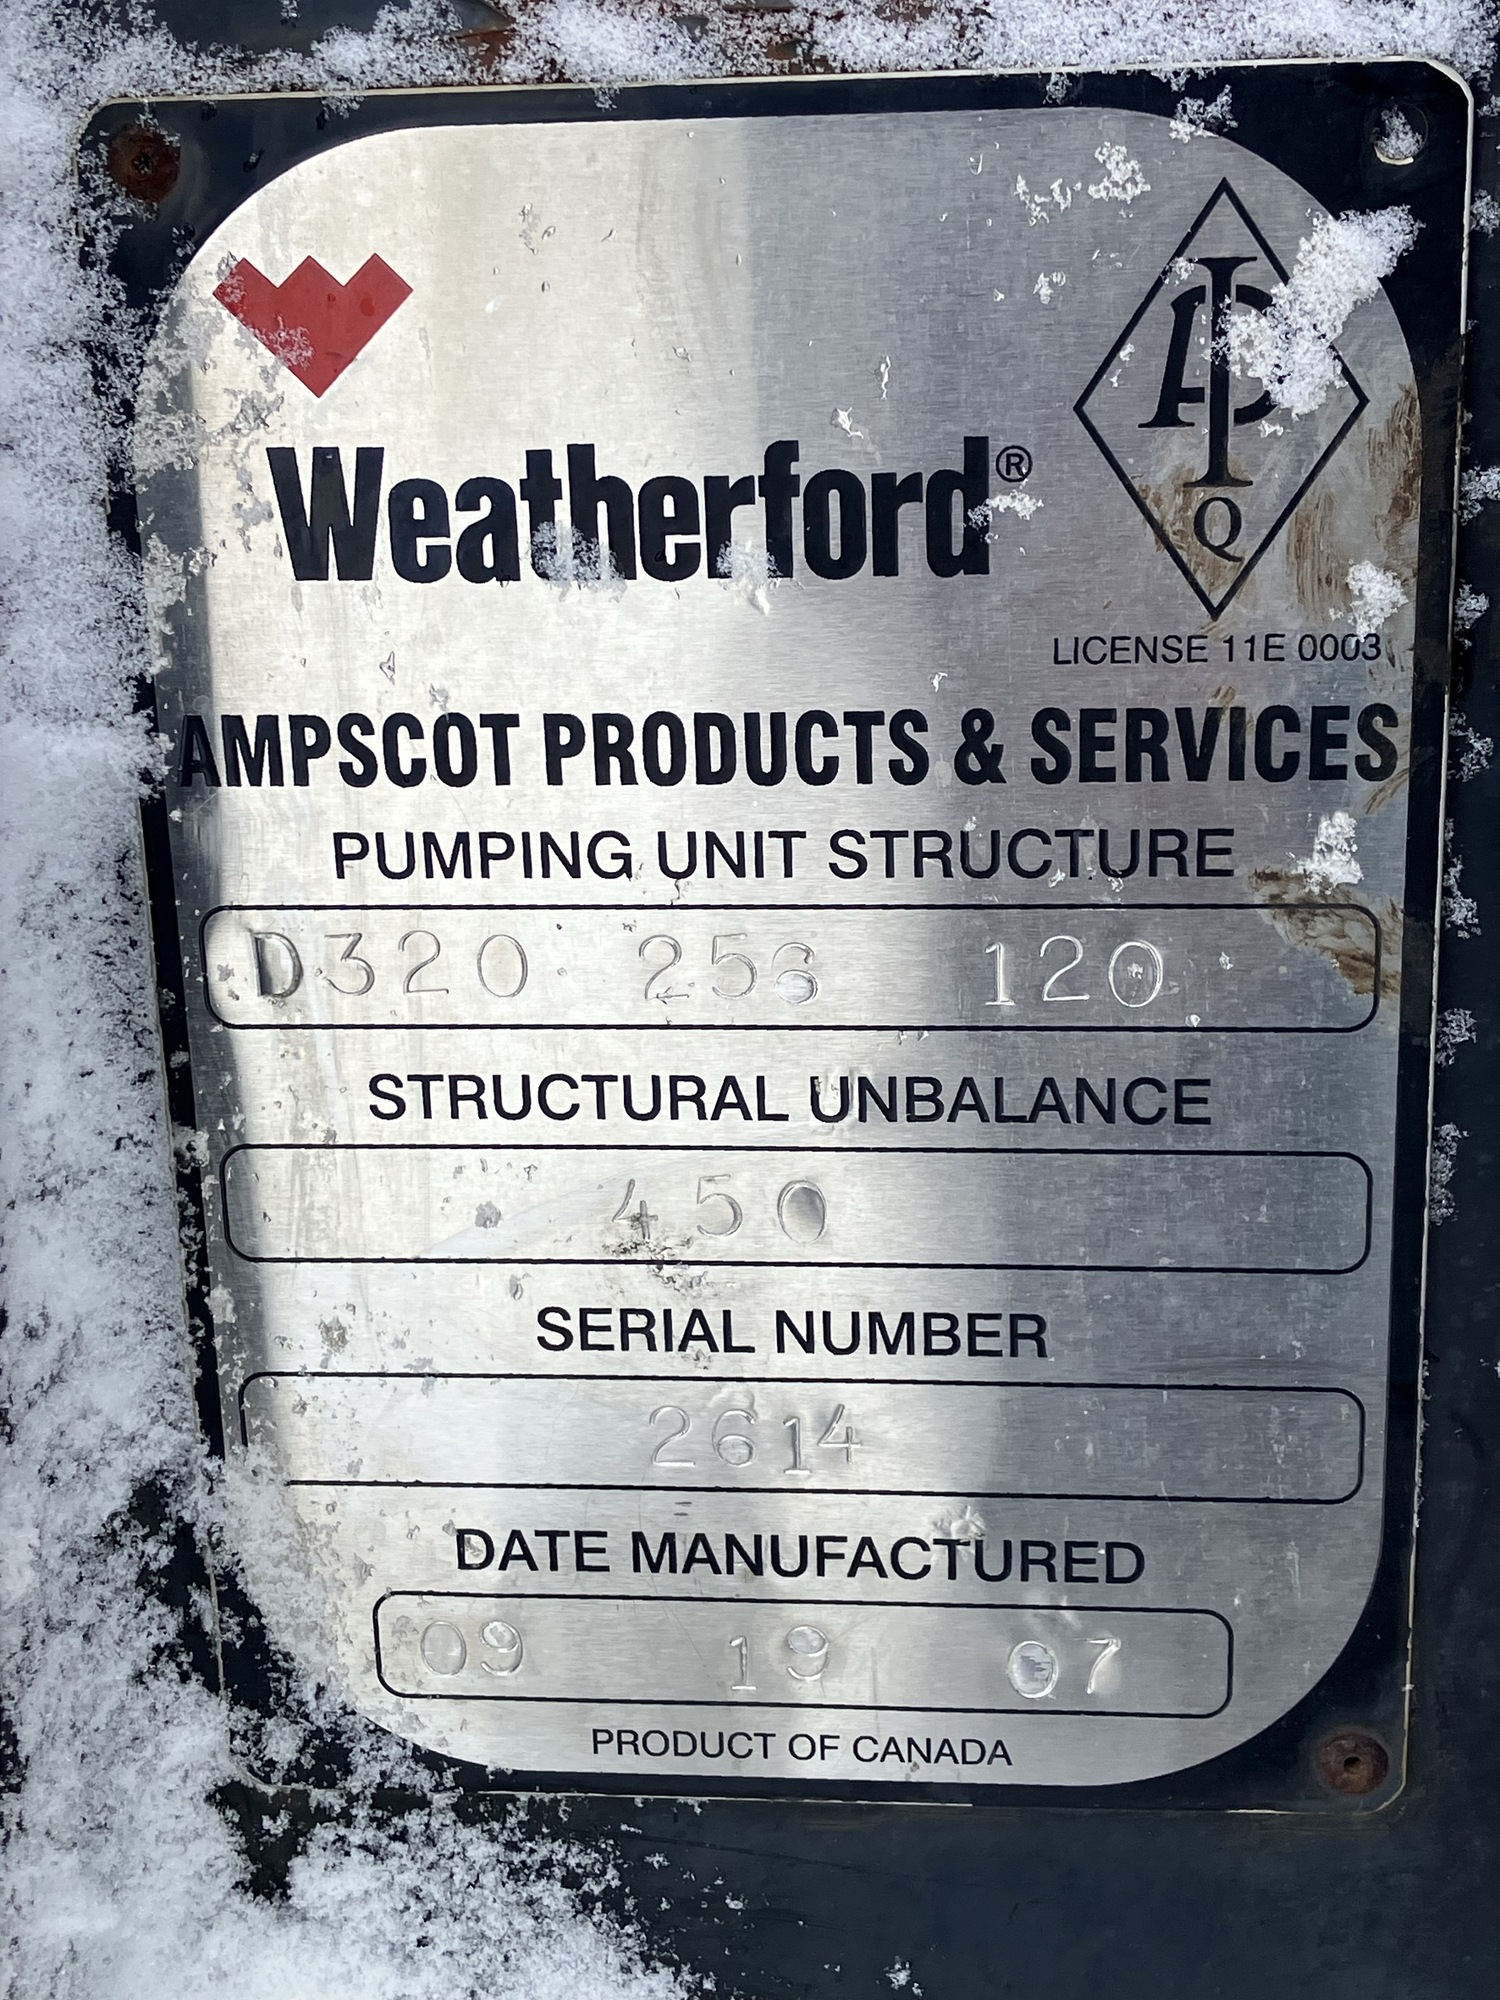 API
Q
Weatherford®
LICENSE 11E 0003
AMPSCOT PRODUCTS & SERVICES
PUMPING UNIT STRUCTURE
D320 256 120
STRUCTURAL UNBALANCE
450
SERIAL NUMBER
2614
DATE MANUFACTURED
09 19 07
PRODUCT OF CANADA